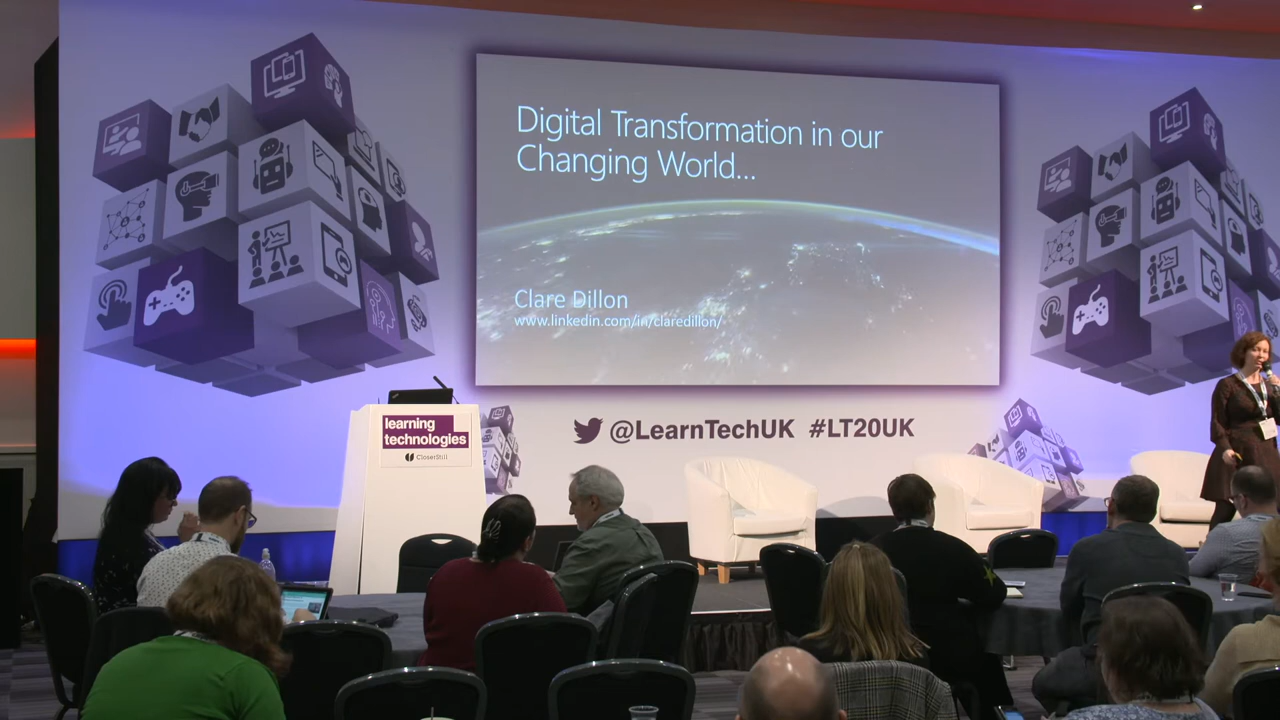 Digital Transformation in our
Changing World...
Clare Dillon
www.linkedin.com/in/claredillon/
learning
technologies
CloserStill
@LearnTechUK #LT20UK